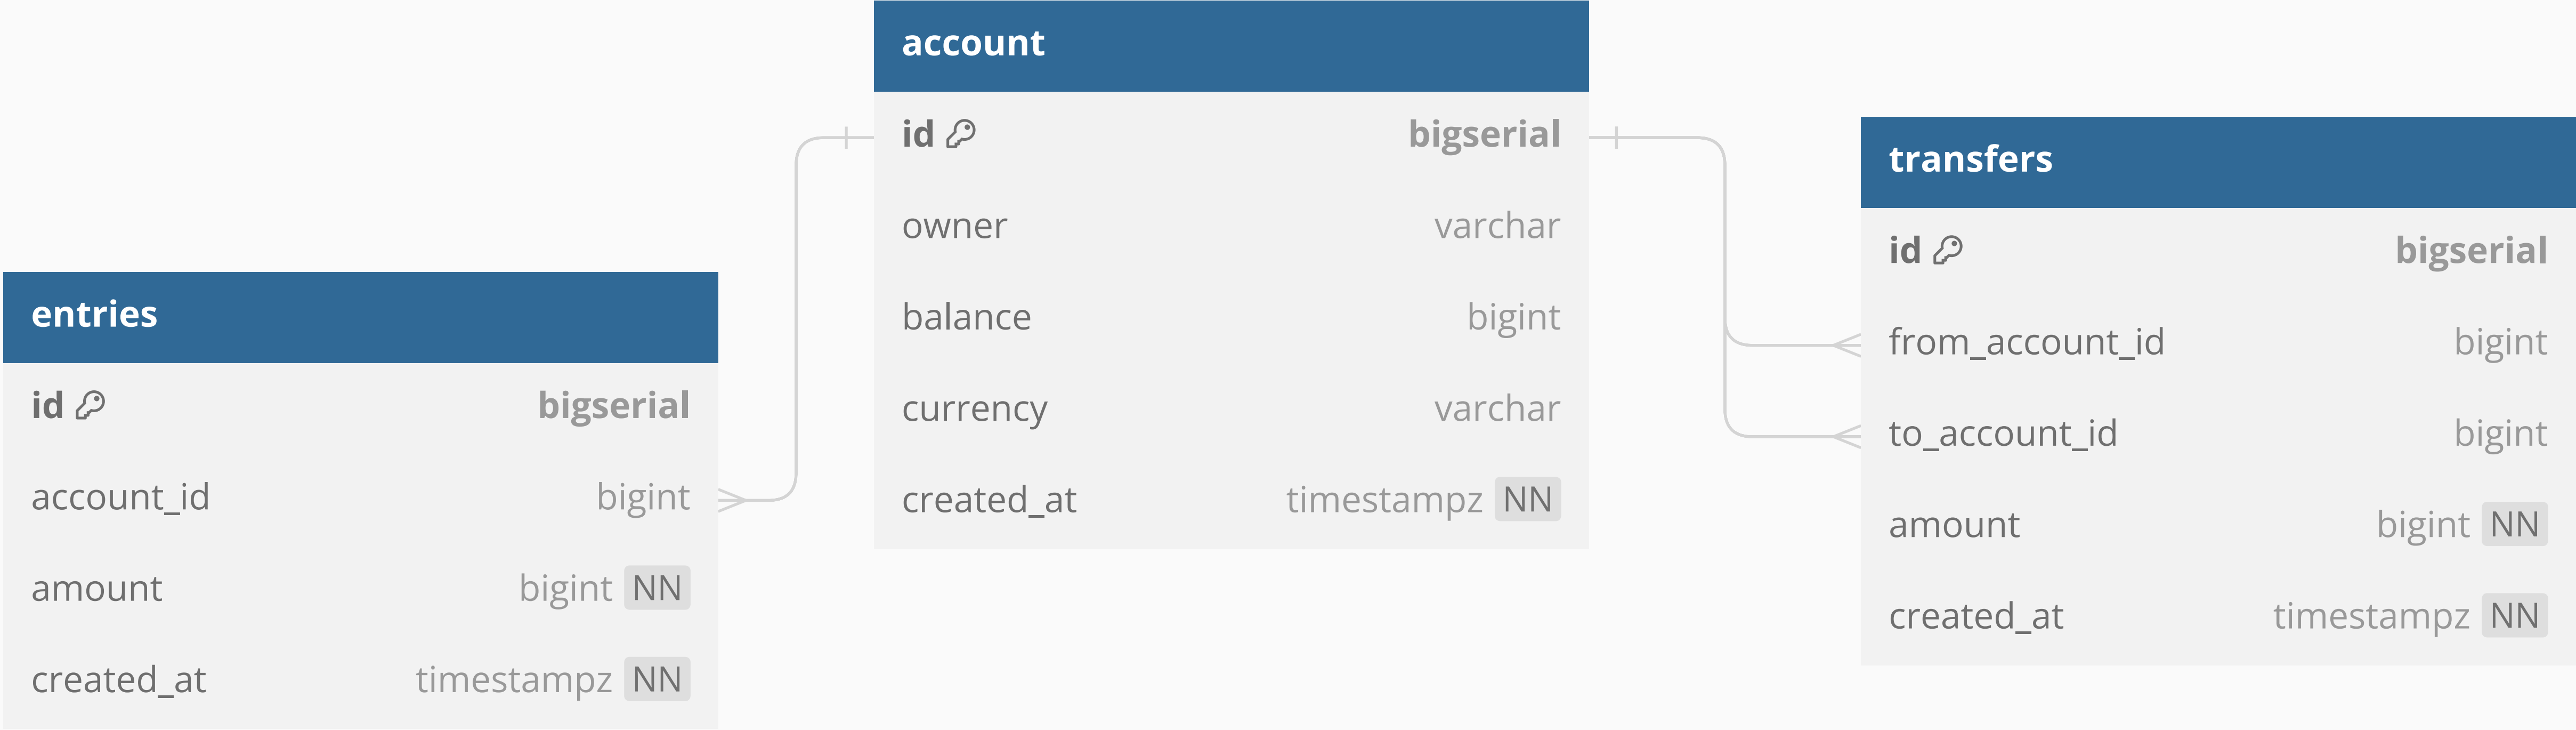 account
id bigserial
owner varchar
balance bigint
currency varchar
created_at timestampz NN
entries
id bigserial
account_id bigint
amount bigint NN
created_at timestampz NN
transfers
id bigserial
from_account_id bigint
to_account_id bigint
amount bigint NN
created_at timestampz NN